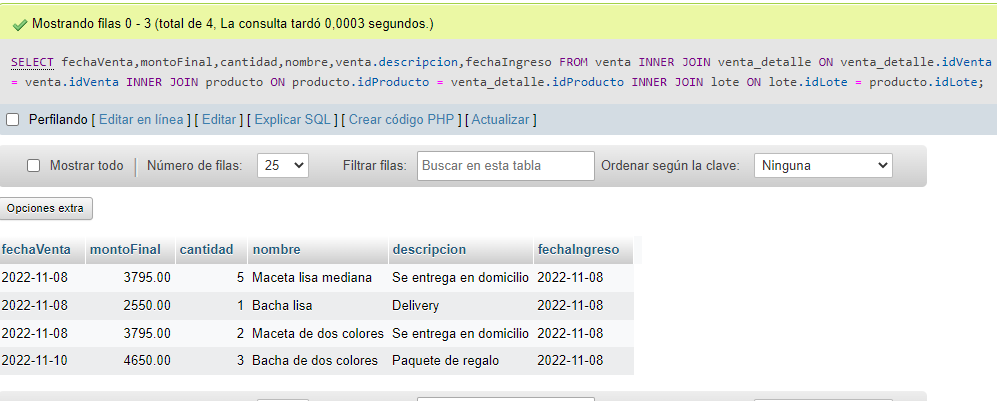 Mostrando filas 0 - 3 (total de 4, La consulta tardó 0,0003 segundos.)
SELECT fechaVenta,montoFinal,cantidad,nombre,venta.descripcion,fechaIngreso FROM venta INNER JOIN venta_detalle ON venta_detalle.idVenta
= venta.idVenta INNER JOIN producto ON producto.idProducto = venta_detalle.idProducto INNER JOIN lote ON lote.idLote = producto.idLote;
Perfilando [ Editar en línea ] [ Editar ] [ Explicar SQL ] [ Crear código PHP ] [ Actualizar ]
Mostrar todo Número de filas: 25 Filtrar filas: Buscar en esta tabla Ordenar según la clave: Ninguna
Opciones extra
fechaVenta montoFinal cantidad nombre descripcion fechaIngreso
2022-11-08 3795.00 5 Maceta lisa mediana Se entrega en domicilio 2022-11-08
2022-11-08 2550.00 1 Bacha lisa Delivery 2022-11-08
2022-11-08 3795.00 2 Maceta de dos colores Se entrega en domicilio 2022-11-08
2022-11-10 4650.00 3 Bacha de dos colores Paquete de regalo 2022-11-08